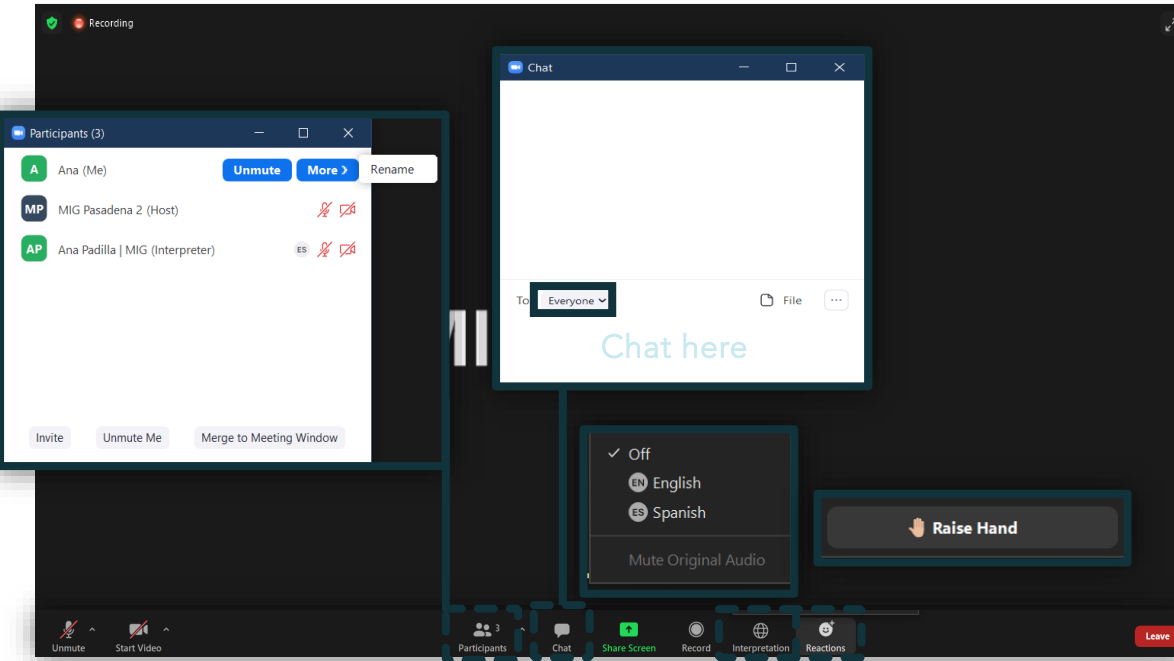 Recording
Chat
Participants (3)
A Ana (Me) Unmute More > Rename
MP MIG Pasadena 2 (Host)
AP Ana Padilla | MIG (Interpreter) ES
Invite Unmute Me Merge to Meeting Window
To Everyone File ...
Chat here
MI
Off
EN English
ES Spanish
Mute Original Audio
Raise Hand
Unmute Start Video Participants 3 Chat Share Screen Record Interpretation Reactions Leave